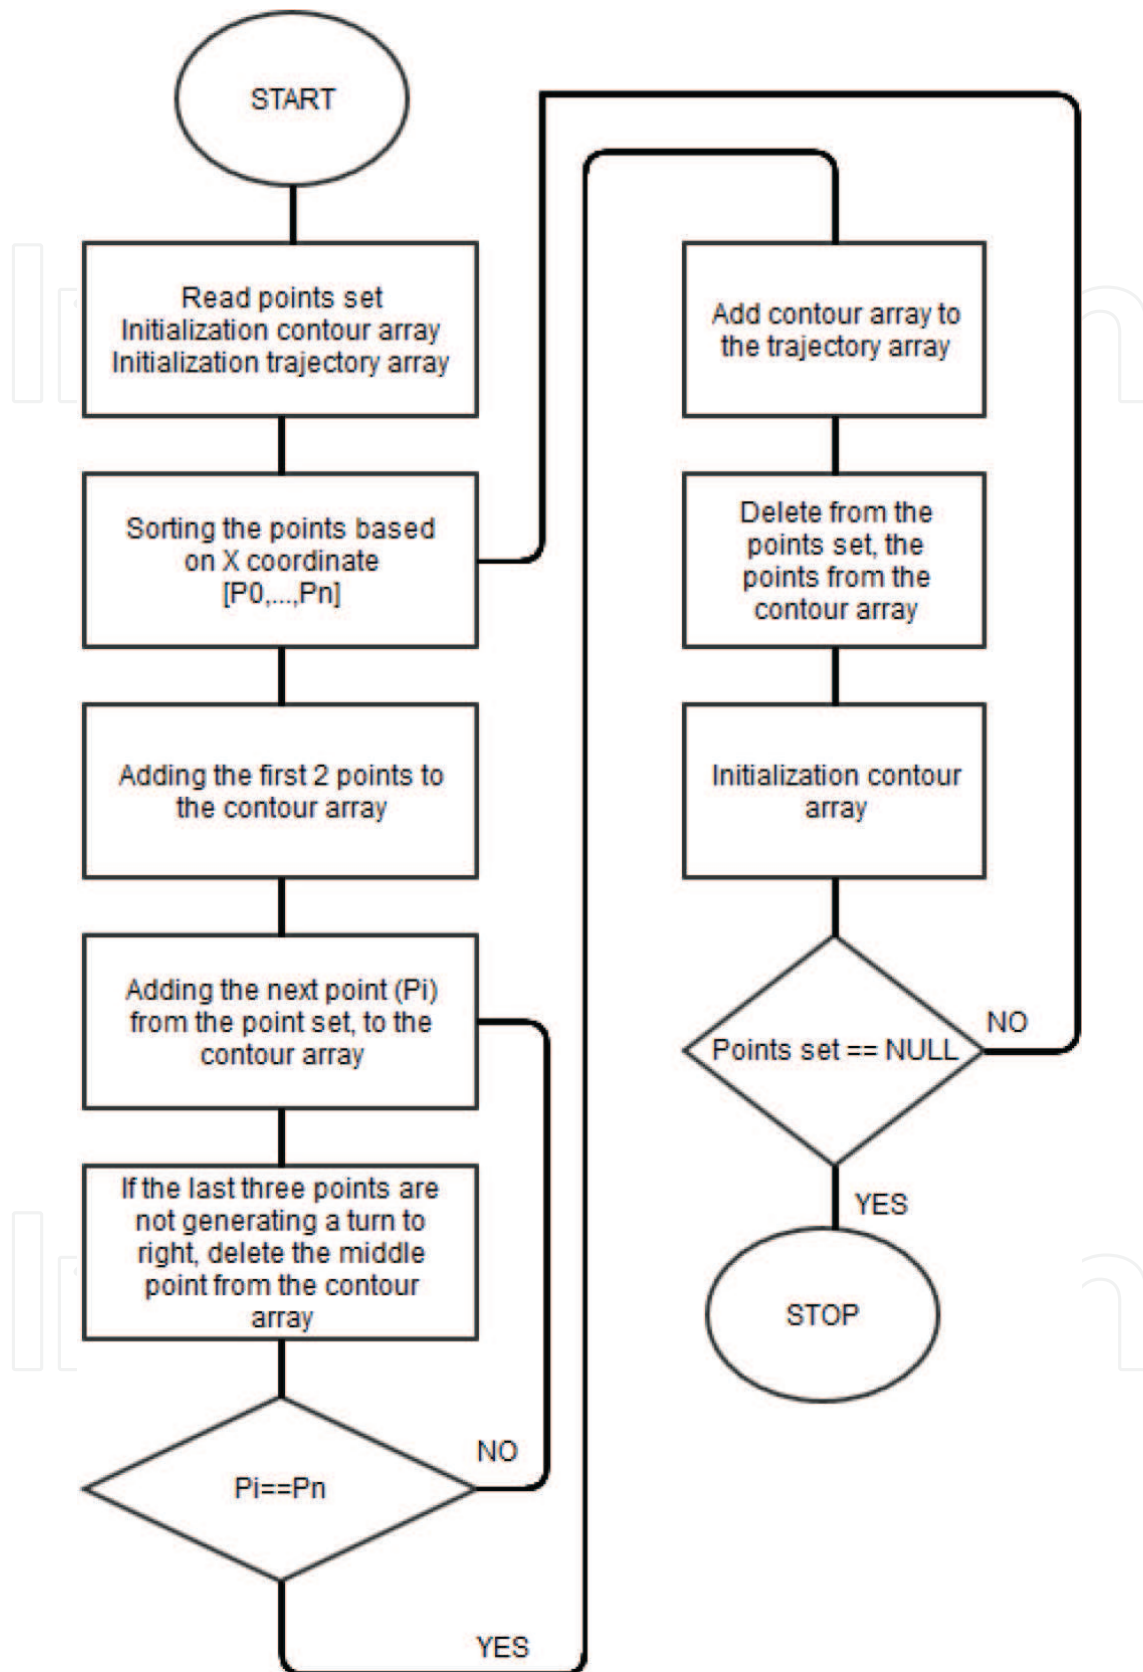 START
Read points set
Initialization contour array
Initialization trajectory array
Sorting the points based
on X coordinate
[P0,...,Pn]
Adding the first 2 points to
the contour array
Adding the next point (Pi)
from the point set, to the
contour array
If the last three points are
not generating a turn to
right, delete the middle
point from the contour
array
Pi==Pn
NO
YES
Add contour array to
the trajectory array
Delete from the
points set, the
points from the
contour array
Initialization contour
array
Points set == NULL
NO
YES
STOP